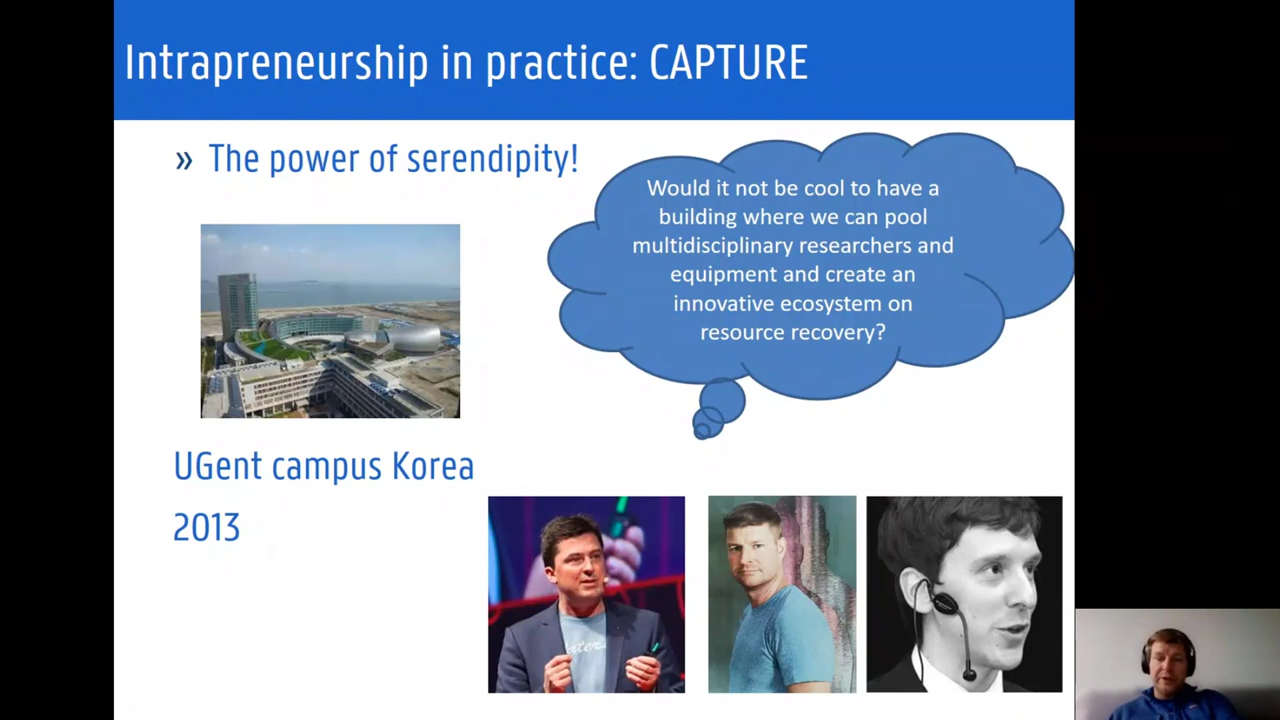 Intrapreneurship in practice: CAPTURE
» The power of serendipity!
Would it not be cool to have a
building where we can pool
multidisciplinary researchers and
equipment and create an
innovative ecosystem on
resource recovery?
UGent campus Korea
2013